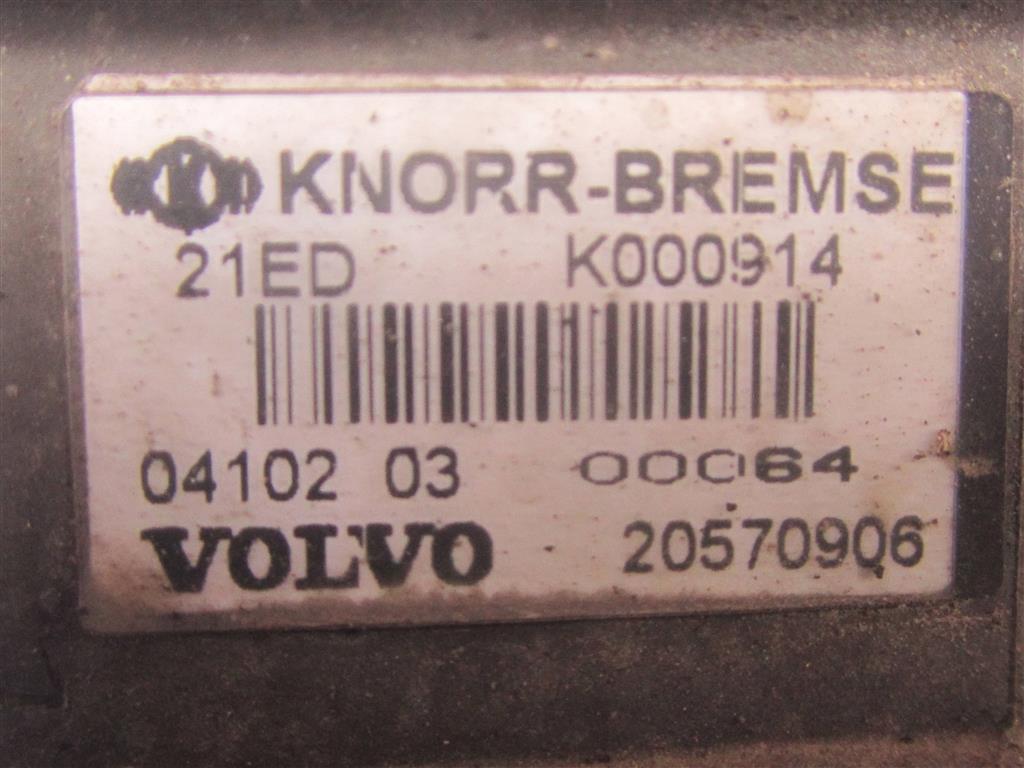 KNORR-BREMSE
21ED K000914
04102 03 00064
VOLVO 20570906